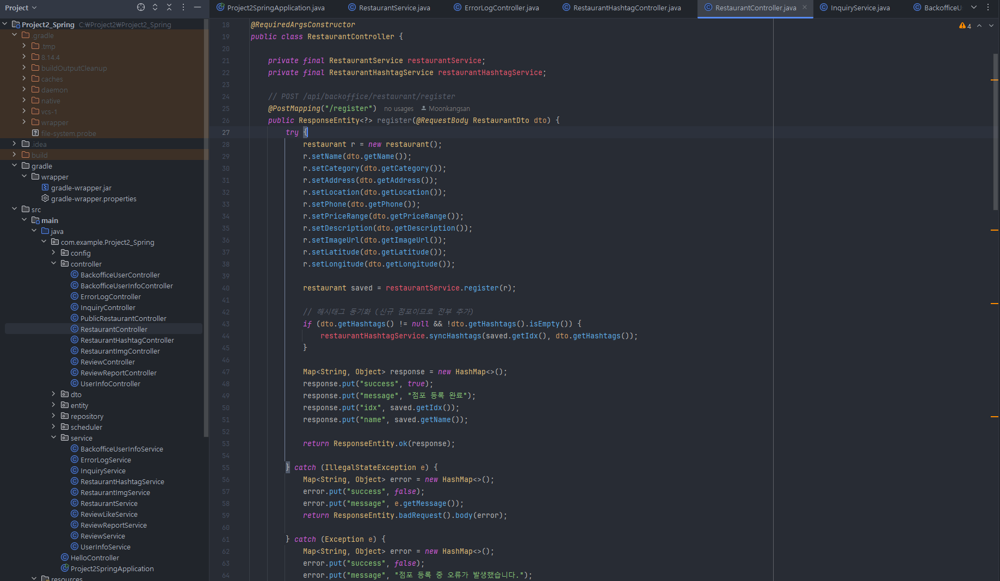 Project
Project2SpringApplication.java
RestaurantService.java
ErrorLogController.java
RestaurantHashtagController.java
RestaurantController.java
InquiryService.java
BackofficeU
Project2_Spring C:₩Project2₩Project2_Spring
.gradle
.tmp
8.14.4
buildOutputCleanup
caches
daemon
native
vcs-1
wrapper
file-system.probe
.idea
build
gradle
wrapper
gradle-wrapper.jar
gradle-wrapper.properties
src
main
java
com.example.Project2_Spring
config
controller
BackofficeUserController
BackofficeUserInfoController
ErrorLogController
InquiryController
PublicRestaurantController
RestaurantController
RestaurantHashtagController
RestaurantImgController
ReviewController
ReviewReportController
UserInfoController
dto
entity
repository
scheduler
service
BackofficeUserInfoService
ErrorLogService
InquiryService
RestaurantHashtagService
RestaurantImgService
RestaurantService
ReviewLikeService
ReviewReportService
ReviewService
UserInfoService
HelloController
Project2SpringApplication
resources
4
18 @RequiredArgsConstructor
19 public class RestaurantController {
20
21 private final RestaurantService restaurantService;
22 private final RestaurantHashtagService restaurantHashtagService;
23
24 // POST /api/backoffice/restaurant/register
25 @PostMapping("/register") no usages Moonkangsan
26 public ResponseEntity<?> register(@RequestBody RestaurantDto dto) {
27 try {
28 restaurant r = new restaurant();
29 r.setName(dto.getName());
30 r.setCategory(dto.getCategory());
31 r.setAddress(dto.getAddress());
32 r.setLocation(dto.getLocation());
33 r.setPhone(dto.getPhone());
34 r.setPriceRange(dto.getPriceRange());
35 r.setDescription(dto.getDescription());
36 r.setImageUrl(dto.getImageUrl());
37 r.setLatitude(dto.getLatitude());
38 r.setLongitude(dto.getLongitude());
39
40 restaurant saved = restaurantService.register(r);
41
42 // 해시태그 동기화 (신규 점포이므로 전부 추가)
43 if (dto.getHashtags() != null && !dto.getHashtags().isEmpty()) {
44 restaurantHashtagService.syncHashtags(saved.getIdx(), dto.getHashtags());
45 }
46
47 Map<String, Object> response = new HashMap<>();
48 response.put("success", true);
49 response.put("message", "점포 등록 완료");
50 response.put("idx", saved.getIdx());
51 response.put("name", saved.getName());
52
53 return ResponseEntity.ok(response);
54
55 } catch (IllegalStateException e) {
56 Map<String, Object> error = new HashMap<>();
57 error.put("success", false);
58 error.put("message", e.getMessage());
59 return ResponseEntity.badRequest().body(error);
60
61 } catch (Exception e) {
62 Map<String, Object> error = new HashMap<>();
63 error.put("success", false);
64 error.put("message", "점포 등록 중 오류가 발생했습니다.");